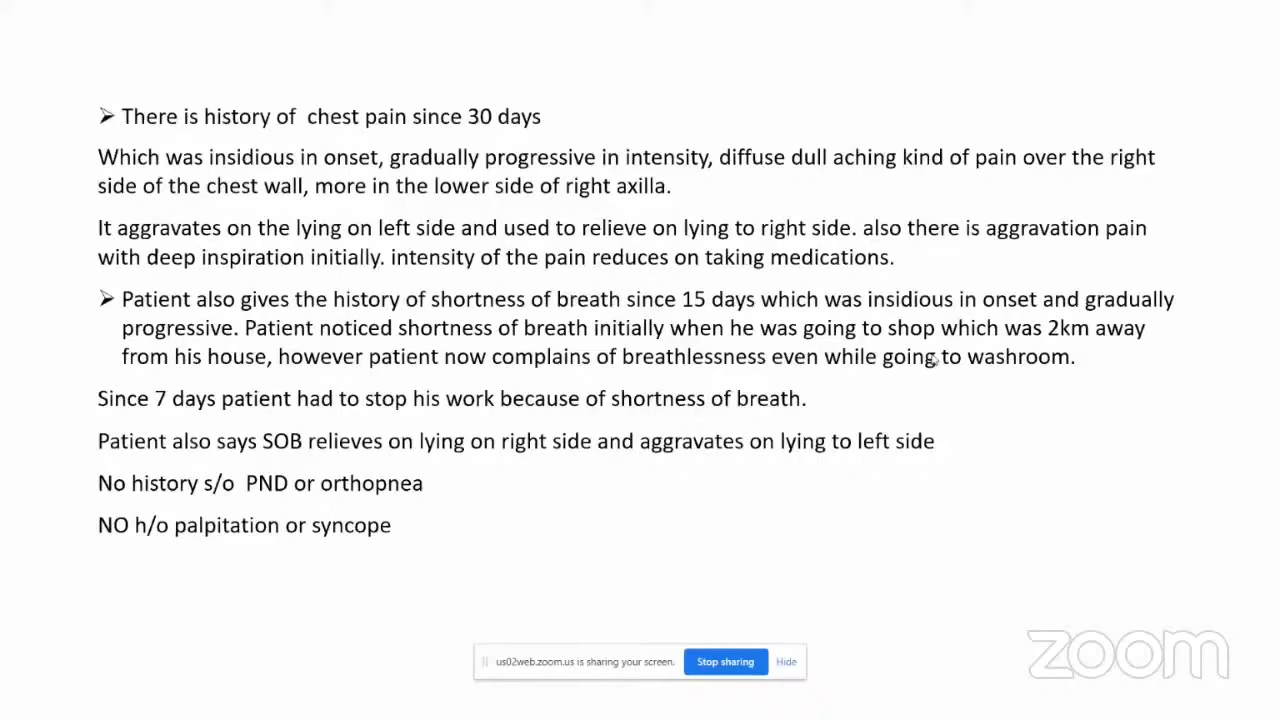 ➢ There is history of chest pain since 30 days
Which was insidious in onset, gradually progressive in intensity, diffuse dull aching kind of pain over the right
side of the chest wall, more in the lower side of right axilla.
It aggravates on the lying on left side and used to relieve on lying to right side. also there is aggravation pain
with deep inspiration initially. intensity of the pain reduces on taking medications.
➢ Patient also gives the history of shortness of breath since 15 days which was insidious in onset and gradually
progressive. Patient noticed shortness of breath initially when he was going to shop which was 2km away
from his house, however patient now complains of breathlessness even while going to washroom.
Since 7 days patient had to stop his work because of shortness of breath.
Patient also says SOB relieves on lying on right side and aggravates on lying to left side
No history s/o PND or orthopnea
NO h/o palpitation or syncope
us02web.zoom.us is sharing your screen. Stop sharing Hide
zoom